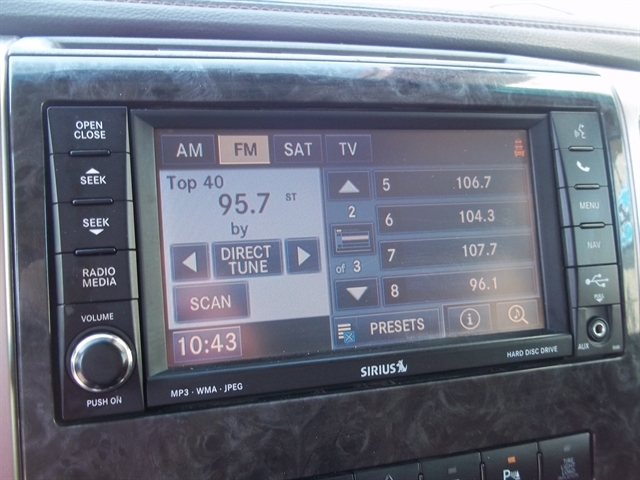 OPEN
CLOSE
SEEK
SEEK
RADIO
MEDIA
VOLUME
PUSH ON
AM FM SAT TV
Top 40
95.7 ST
by
DIRECT
TUNE
SCAN
10:43
2
of 3
5 106.7
6 104.3
7 107.7
8 96.1
PRESETS
i
MENU
NAV
AUX
MP3 · WMA · JPEG
SIRIUS
HARD DISC DRIVE